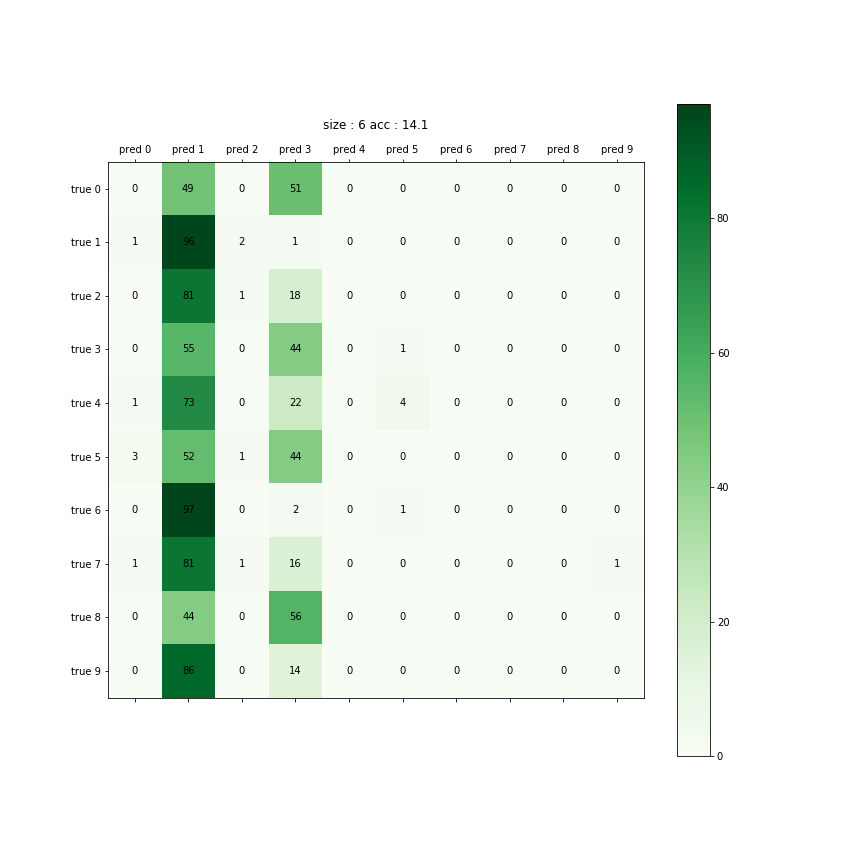 size : 6 acc : 14.1
pred 0 pred 1 pred 2 pred 3 pred 4 pred 5 pred 6 pred 7 pred 8 pred 9
true 0 0 49 0 51 0 0 0 0 0 0
true 1 1 96 2 1 0 0 0 0 0 0
true 2 0 81 1 18 0 0 0 0 0 0
true 3 0 55 0 44 0 1 0 0 0 0
true 4 1 73 0 22 0 4 0 0 0 0
true 5 3 52 1 44 0 0 0 0 0 0
true 6 0 97 0 2 0 1 0 0 0 0
true 7 1 81 1 16 0 0 0 0 0 1
true 8 0 44 0 56 0 0 0 0 0 0
true 9 0 86 0 14 0 0 0 0 0 0
80
60
40
20
0